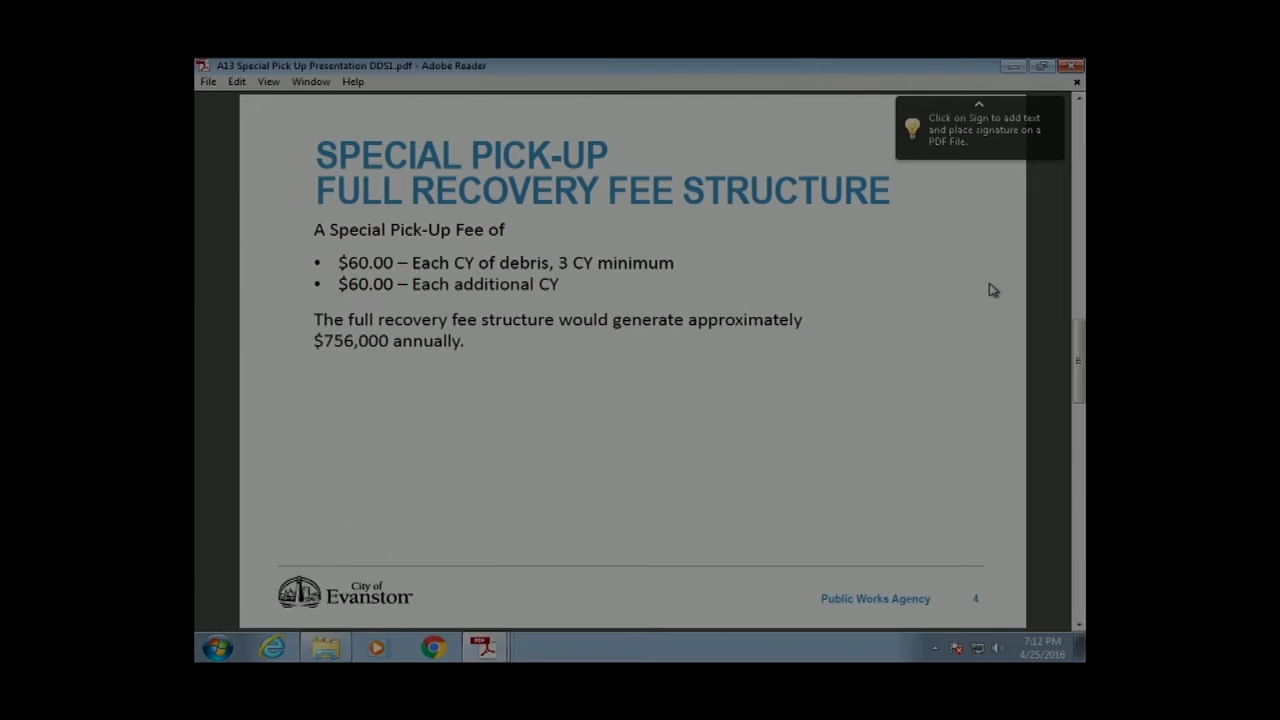 A13 Special Pick Up Presentation DDS1.pdf - Adobe Reader
File Edit View Window Help
Click on Sign to add text
and place signature on a
PDF File.
SPECIAL PICK-UP
FULL RECOVERY FEE STRUCTURE
A Special Pick-Up Fee of
• $60.00 – Each CY of debris, 3 CY minimum
• $60.00 – Each additional CY
The full recovery fee structure would generate approximately
$756,000 annually.
City of
Evanston
Public Works Agency 4
7:12 PM
4/25/2016